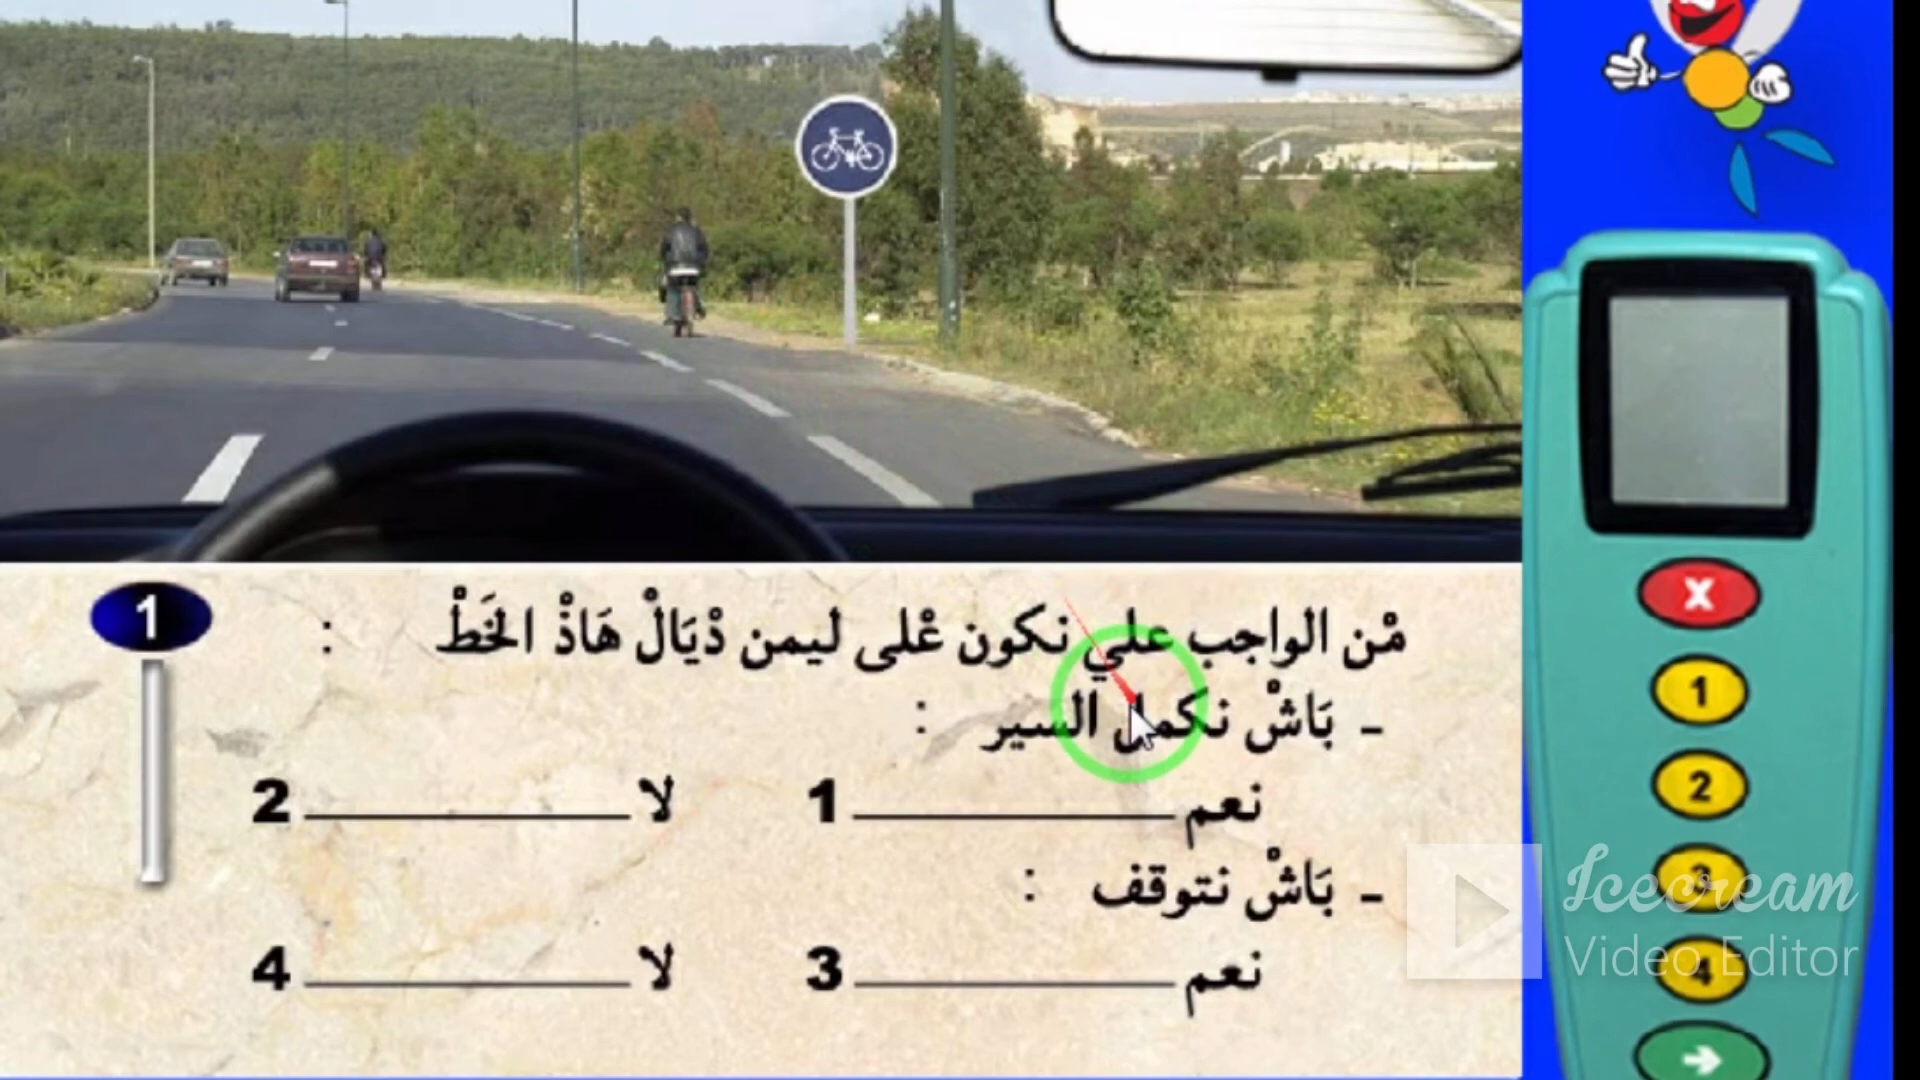 1
مْن الواجب علي نكون عْلى ليمن دْيَالْ هَاذْ الخَطْ :
- بَاشْ نكمل السير :
نعم 1 لا 2
- بَاشْ نتوقف :
نعم 3 لا 4
X
1
2
3
4
Icecream
Video Editor